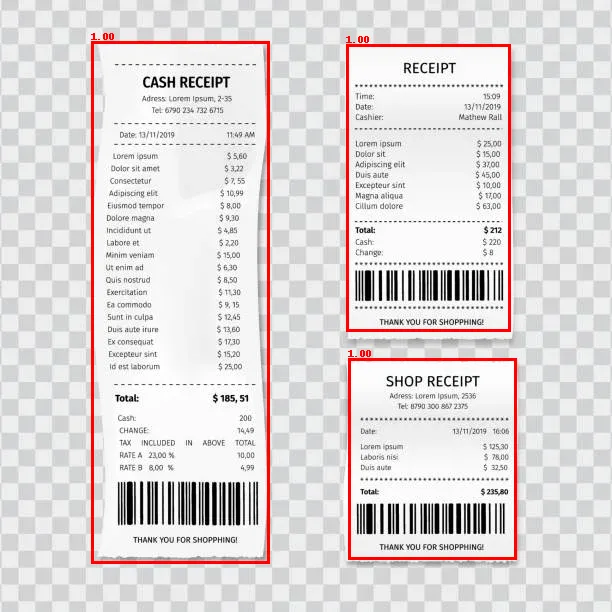 1.00
CASH RECEIPT
Adress: Lorem Ipsum, 2-35
Tel: 6790 234 732 6715
Date: 13/11/2019 11:49 AM
Lorem ipsum $ 5,60
Dolor sit amet $ 3,22
Consectetur $ 7, 55
Adipiscing elit $ 10,99
Eiusmod tempor $ 8,00
Dolore magna $ 9,30
Incididunt ut $ 4,85
Labore et $ 2,20
Minim veniam $ 15,00
Ut enim ad $ 6,30
Quis nostrud $ 8,50
Exercitation $ 11,30
Ea commodo $ 9, 15
Sunt in culpa $ 12,45
Duis aute irure $ 13,60
Ex consequat $ 17,30
Excepteur sint $ 15,20
Id est laborum $ 25,00
Total: $ 185, 51
Cash: 200
CHANGE: 14,49
TAX INCLUDED IN ABOVE TOTAL
RATE A 23,00 % 10,00
RATE B 8,00 % 4,99
THANK YOU FOR SHOPPHING!
1.00
RECEIPT
Time: 15:09
Date: 13/11/2019
Cashier: Mathew Rall
Lorem ipsum $ 25,00
Dolor sit $ 15,00
Adipiscing elit $ 37,00
Duis aute $ 45,00
Excepteur sint $ 10,00
Magna aliqua $ 17,00
Cillum dolore $ 63,00
Total: $ 212
Cash: $ 220
Change: $ 8
THANK YOU FOR SHOPPHING!
1.00
SHOP RECEIPT
Adress: Lorem Ipsum, 2536
Tel: 8790 300 867 2375
Date: 13/11/2019 16:06
Lorem ipsum $ 125,30
Laboris nisi $ 78,00
Duis aute $ 32,50
Total: $ 235,80
THANK YOU FOR SHOPPHING!